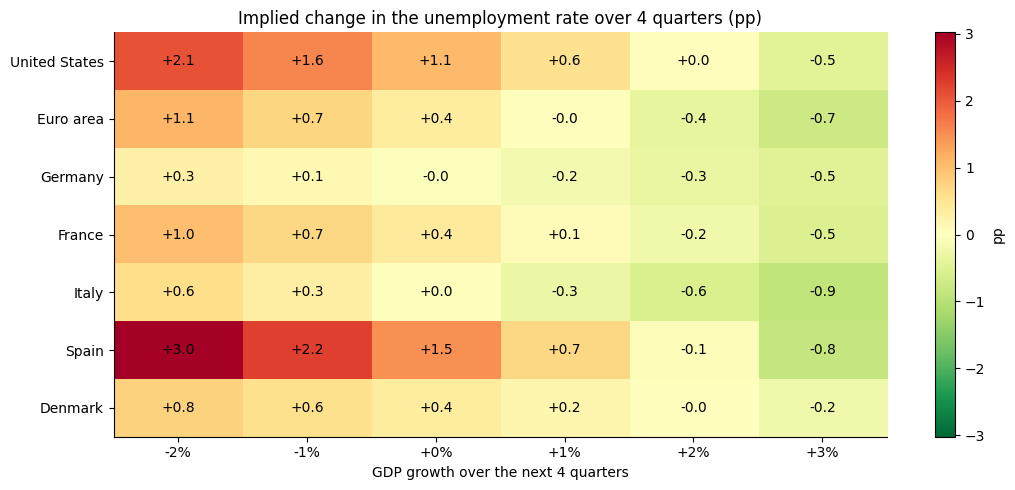 Implied change in the unemployment rate over 4 quarters (pp)
United States +2.1 +1.6 +1.1 +0.6 +0.0 -0.5
Euro area +1.1 +0.7 +0.4 -0.0 -0.4 -0.7
Germany +0.3 +0.1 -0.0 -0.2 -0.3 -0.5
France +1.0 +0.7 +0.4 +0.1 -0.2 -0.5
Italy +0.6 +0.3 +0.0 -0.3 -0.6 -0.9
Spain +3.0 +2.2 +1.5 +0.7 -0.1 -0.8
Denmark +0.8 +0.6 +0.4 +0.2 -0.0 -0.2
-2% -1% +0% +1% +2% +3%
GDP growth over the next 4 quarters
3
2
1
0
−1
−2
−3
pp